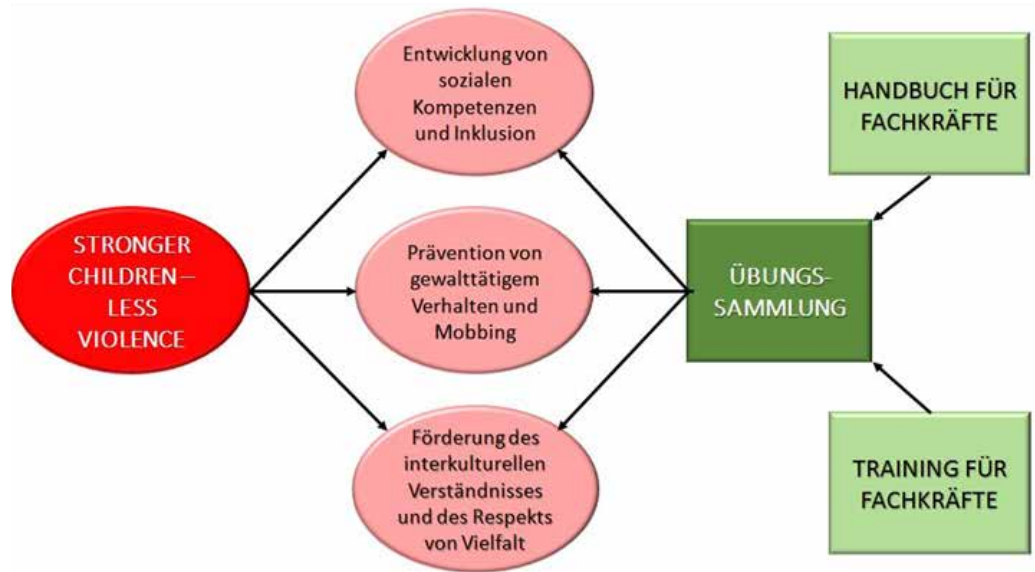 Entwicklung von
sozialen
Kompetenzen
und Inklusion
HANDBUCH FÜR
FACHKRÄFTE
STRONGER
CHILDREN –
LESS
VIOLENCE
Prävention von
gewalttätigem
Verhalten und
Mobbing
ÜBUNGS-
SAMMLUNG
Förderung des
interkulturellen
Verständnisses
und des Respekts
von Vielfalt
TRAINING FÜR
FACHKRÄFTE